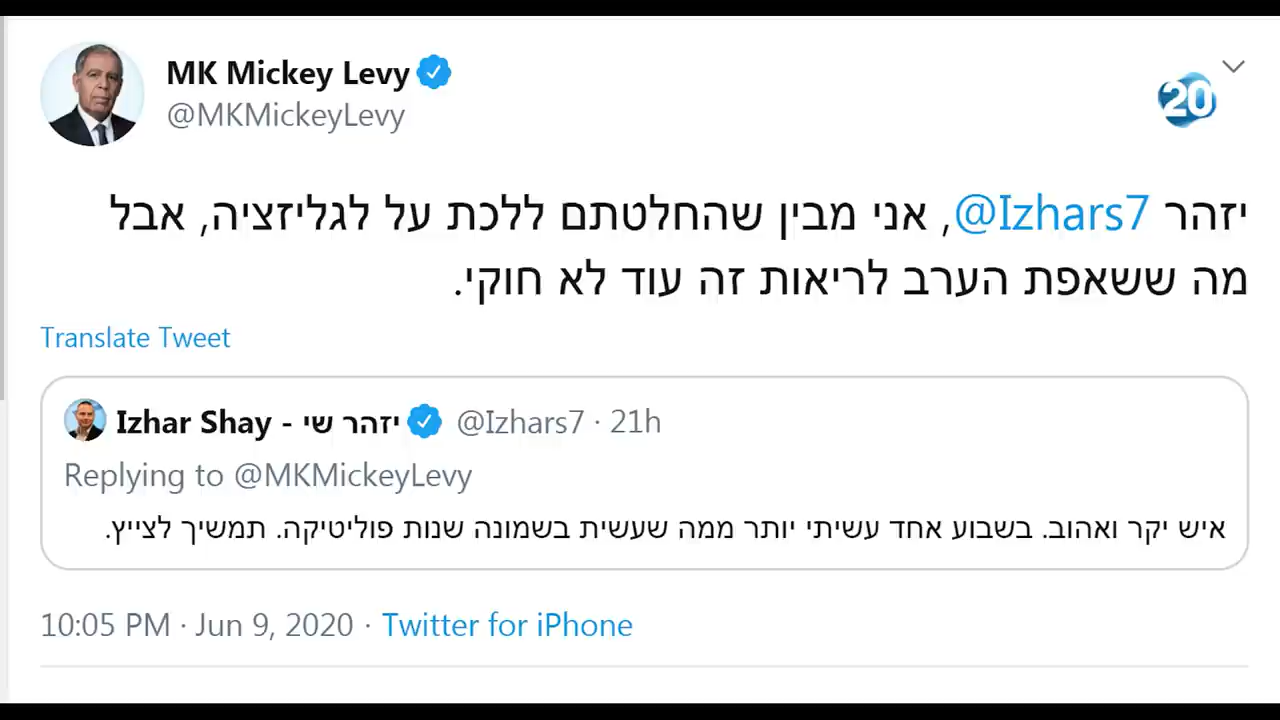 MK Mickey Levy
@MKMickeyLevy
20
יזהר @Izhars7, אני מבין שהחלטתם ללכת על לגליזציה, אבל
מה ששאפת הערב לריאות זה עוד לא חוקי.
Translate Tweet
Izhar Shay - יזהר שי @Izhars7 · 21h
Replying to @MKMickeyLevy
איש יקר ואהוב. בשבוע אחד עשיתי יותר ממה שעשית בשמונה שנות פוליטיקה. תמשיך לצייץ.
10:05 PM · Jun 9, 2020 · Twitter for iPhone